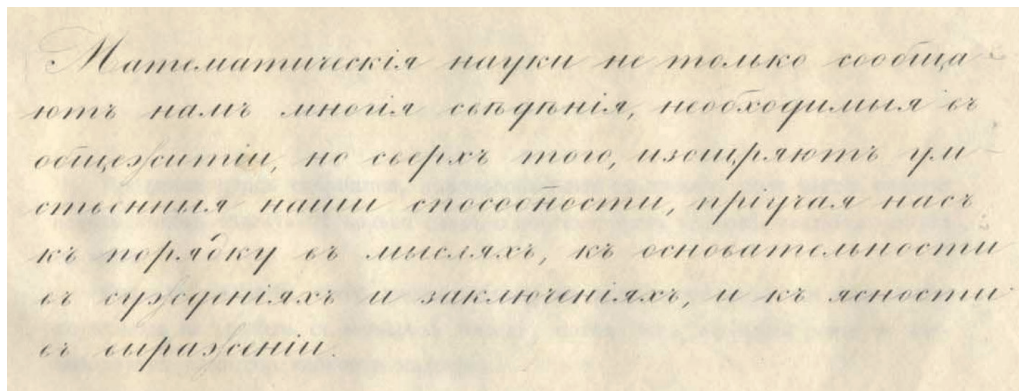 Математическія науки не только сообща
ютъ намъ многія свѣдѣнія, необходимыя въ
общежитіи, но сверхъ того, изощряютъ ум-
ственныя наши способности, пріучая насъ
къ порядку въ мысляхъ, къ основательности
въ сужденіяхъ и заключеніяхъ, и къ ясности
въ выраженіи.